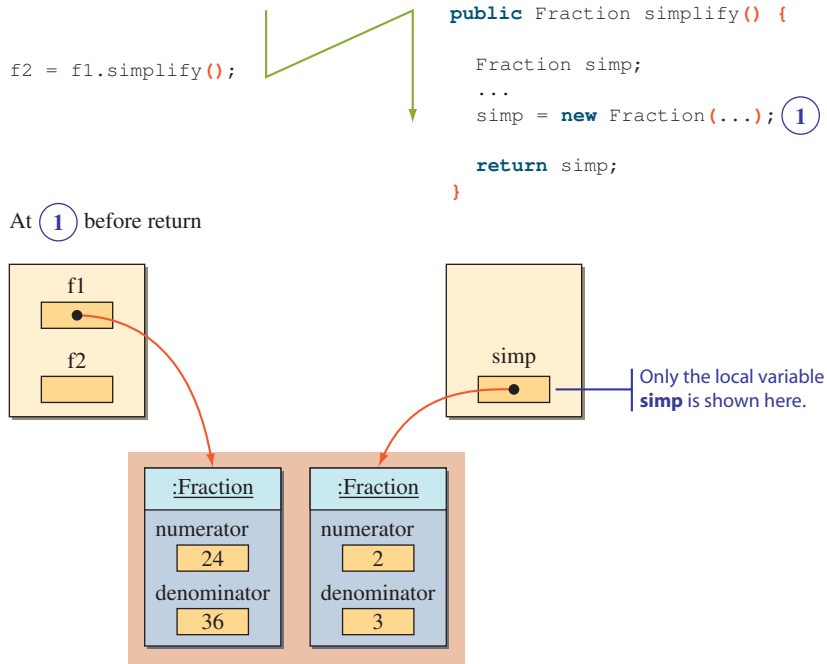 public Fraction simplify() {
f2 = f1.simplify();
Fraction simp;
...
simp = new Fraction(...); 1
return simp;
}
At 1 before return
f1
f2
simp
Only the local variable
simp is shown here.
:Fraction
numerator
24
denominator
36
:Fraction
numerator
2
denominator
3